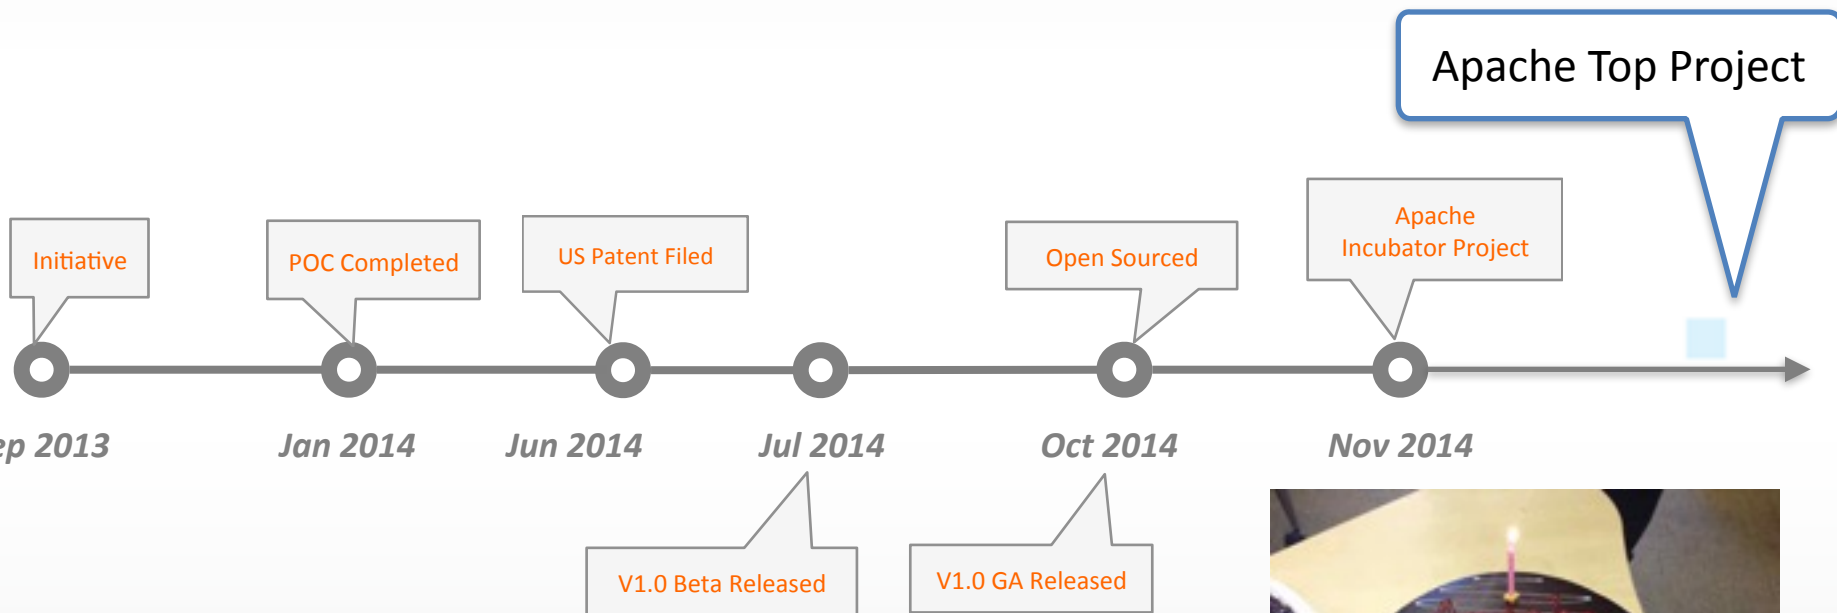 Apache Top Project
Initiative
POC Completed
US Patent Filed
Open Sourced
Apache
Incubator Project
2013
Jan 2014
Jun 2014
Jul 2014
Oct 2014
Nov 2014
V1.0 Beta Released
V1.0 GA Released